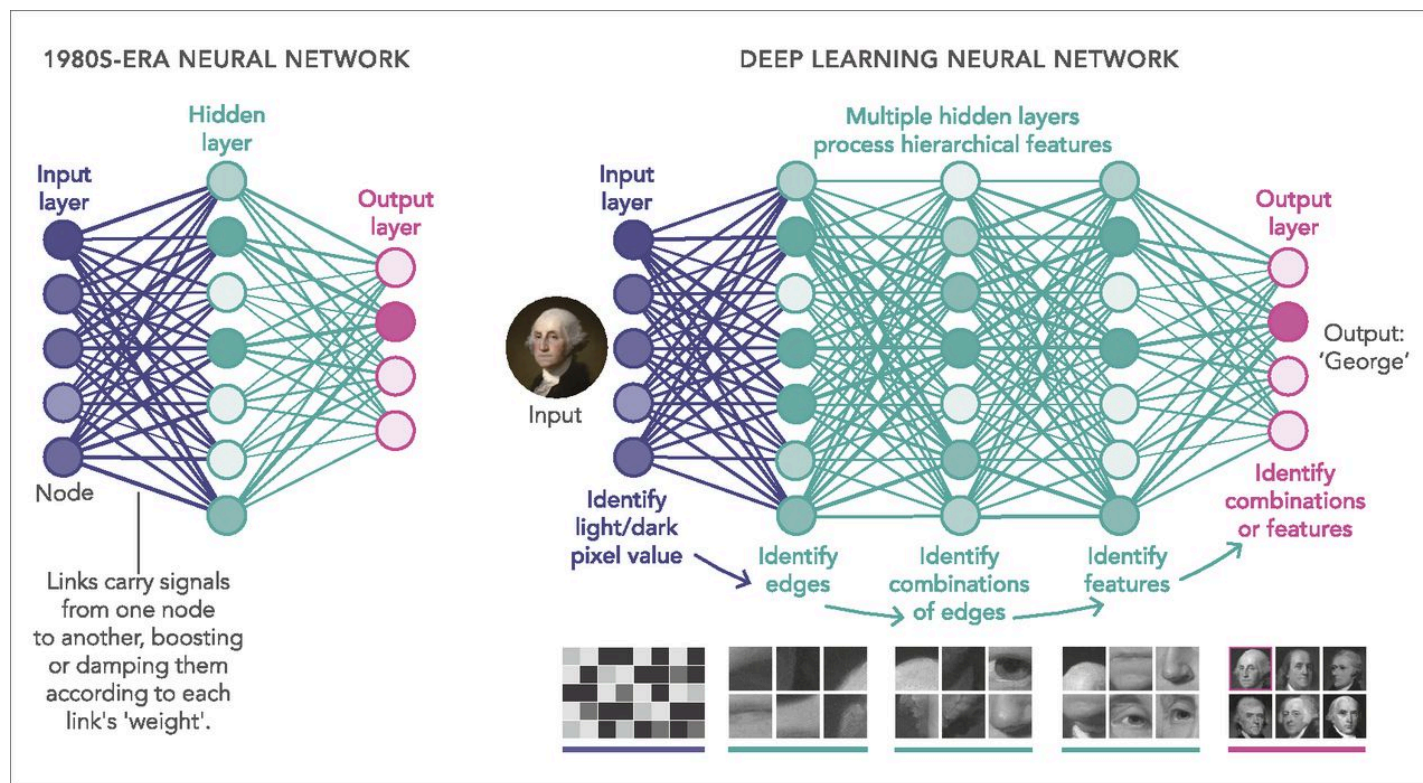 1980S-ERA NEURAL NETWORK
Hidden
layer
Input
layer
Output
layer
Node
Links carry signals
from one node
to another, boosting
or damping them
according to each
link's 'weight'.
DEEP LEARNING NEURAL NETWORK
Multiple hidden layers
process hierarchical features
Input
layer
Output
layer
Input
Output:
'George'
Identify
light/dark
pixel value
Identify
edges
Identify
combinations
of edges
Identify
features
Identify
combinations
or features